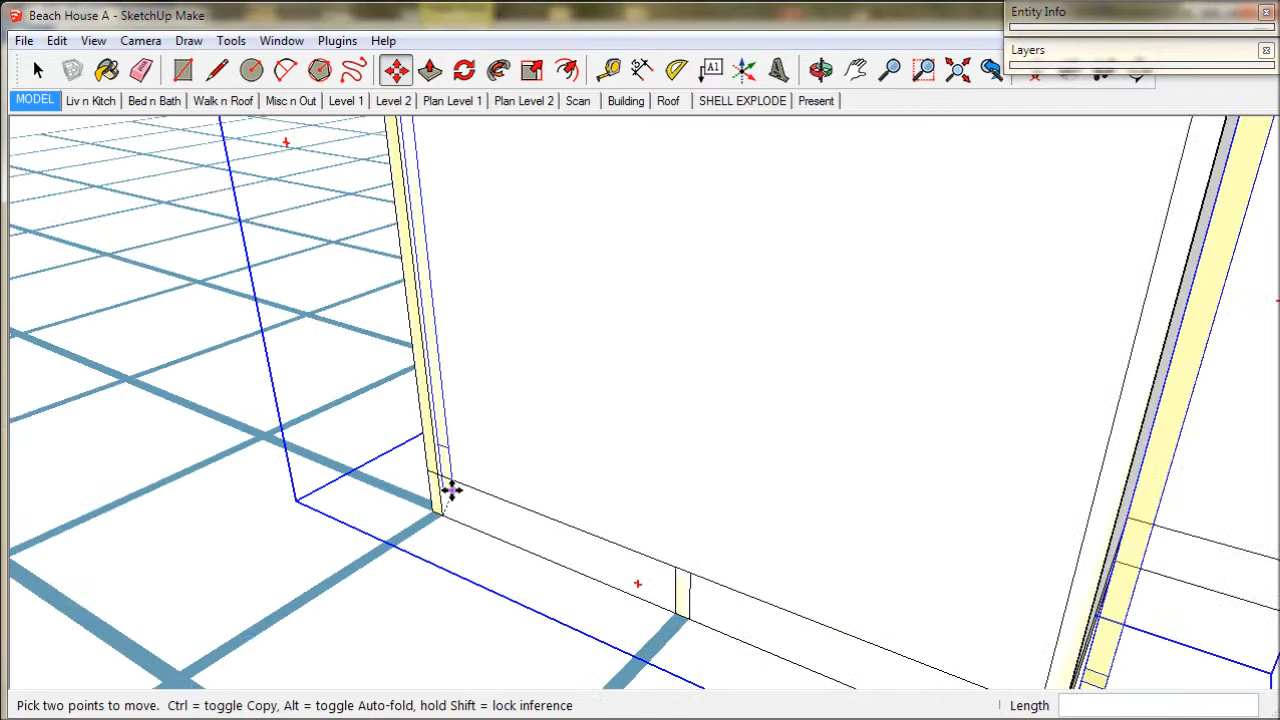 Beach House A - SketchUp Make
Entity Info
File Edit View Camera Draw Tools Window Plugins Help
Layers
A1
MODEL Liv n Kitch Bed n Bath Walk n Roof Misc n Out Level 1 Level 2 Plan Level 1 Plan Level 2 Scan Building Roof SHELL EXPLODE Present
Pick two points to move. Ctrl = toggle Copy, Alt = toggle Auto-fold, hold Shift = lock inference Length